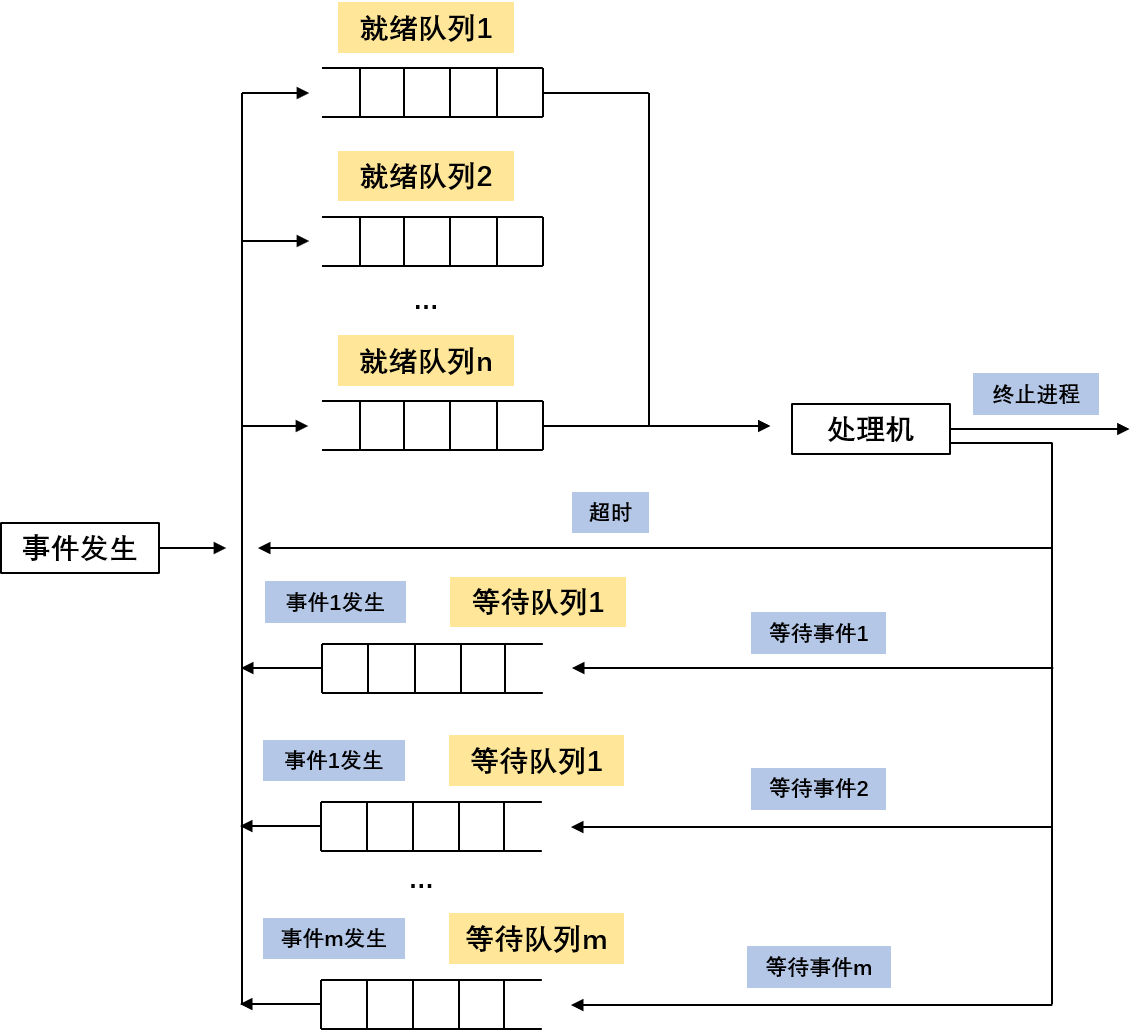 就绪队列1
就绪队列2
...
就绪队列n
终止进程
处理机
超时
事件发生
事件1发生
等待队列1
等待事件1
事件1发生
等待队列1
等待事件2
...
事件m发生
等待队列m
等待事件m